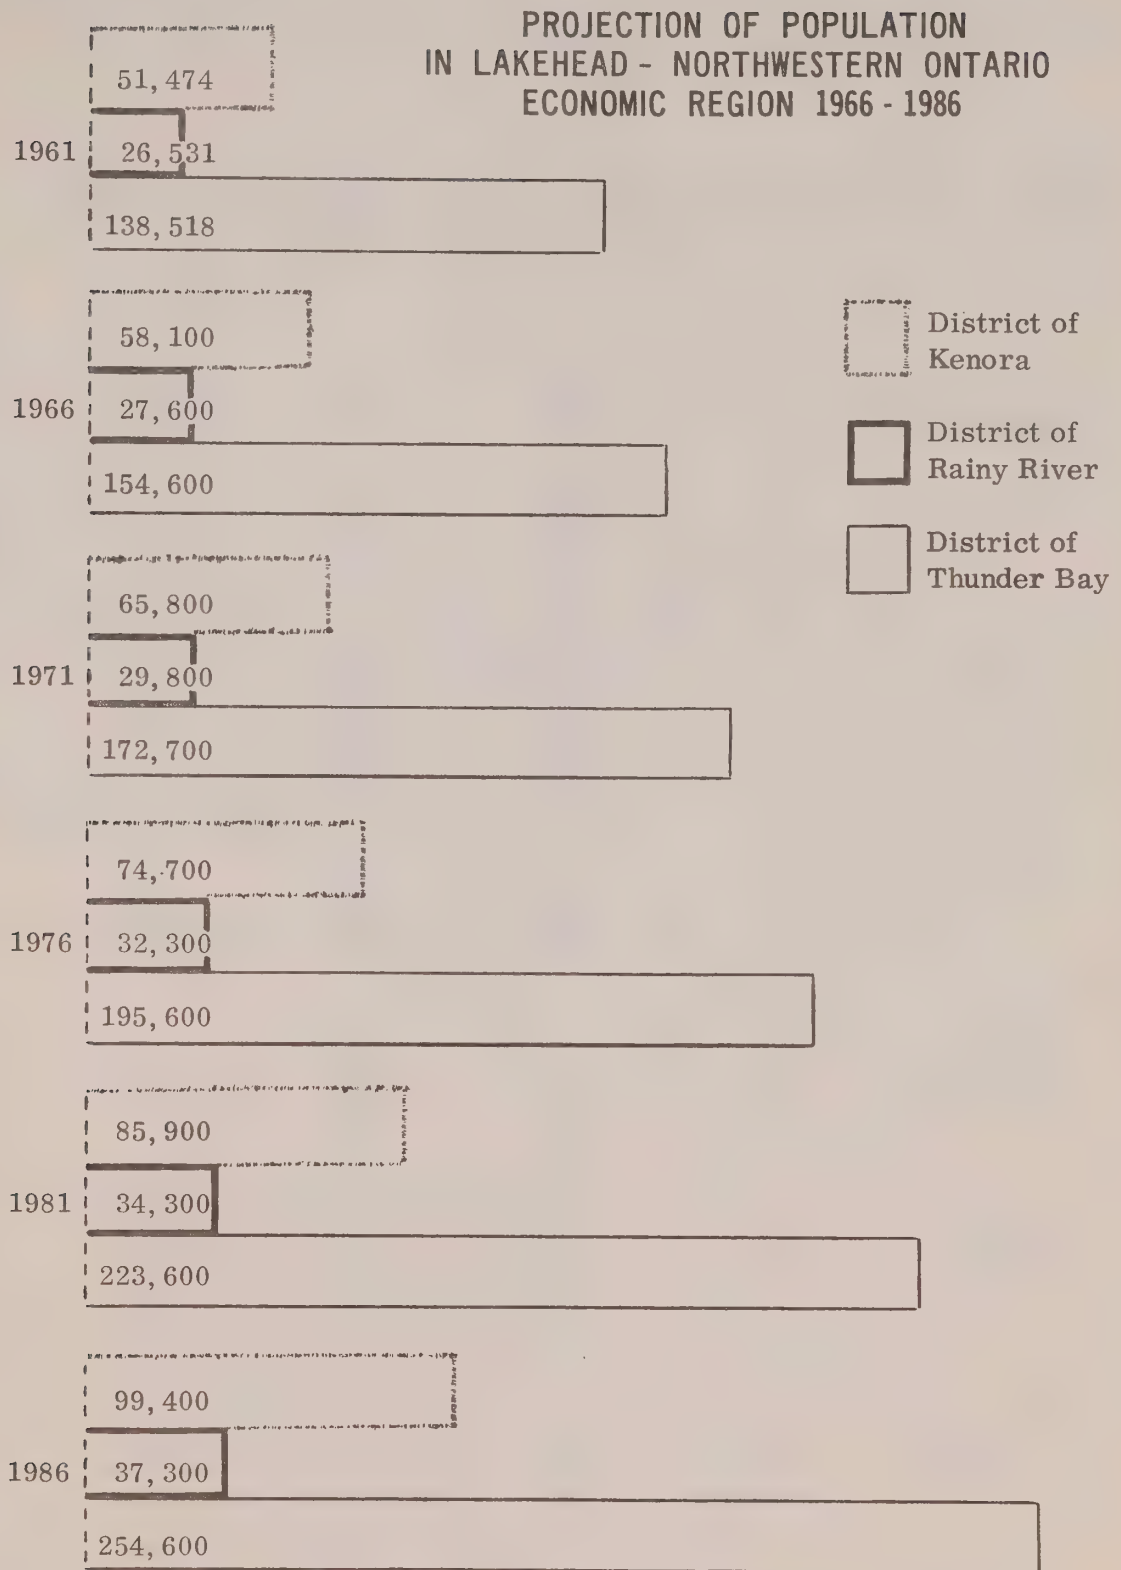 PROJECTION OF POPULATION
IN LAKEHEAD - NORTHWESTERN ONTARIO
ECONOMIC REGION 1966 - 1986
1961
51,474
26,531
138,518
1966
58,100
27,600
154,600
1971
65,800
29,800
172,700
1976
74,700
32,300
195,600
1981
85,900
34,300
223,600
1986
99,400
37,300
254,600
District of
Kenora
District of
Rainy River
District of
Thunder Bay